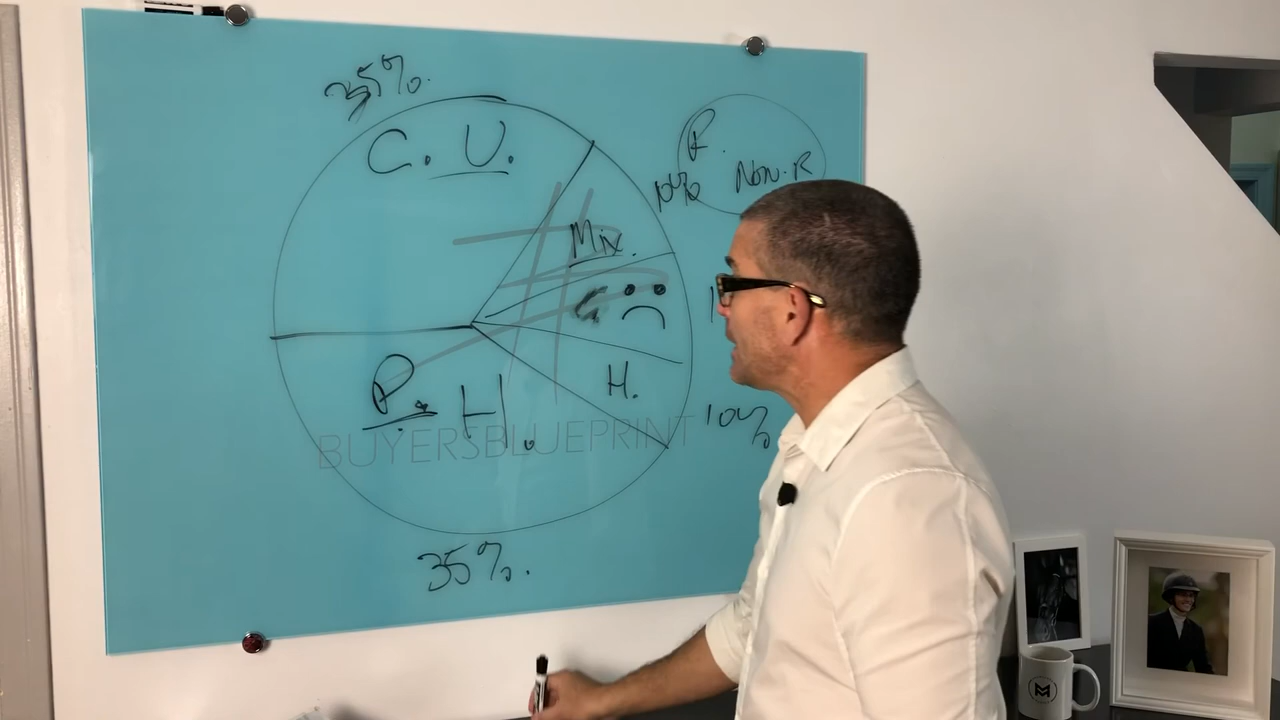 35%.
C. U.
R.
Non-R
10%
Mix.
H.
P. & H.
10%
BUYERSBLUEPRINT
35%.
M